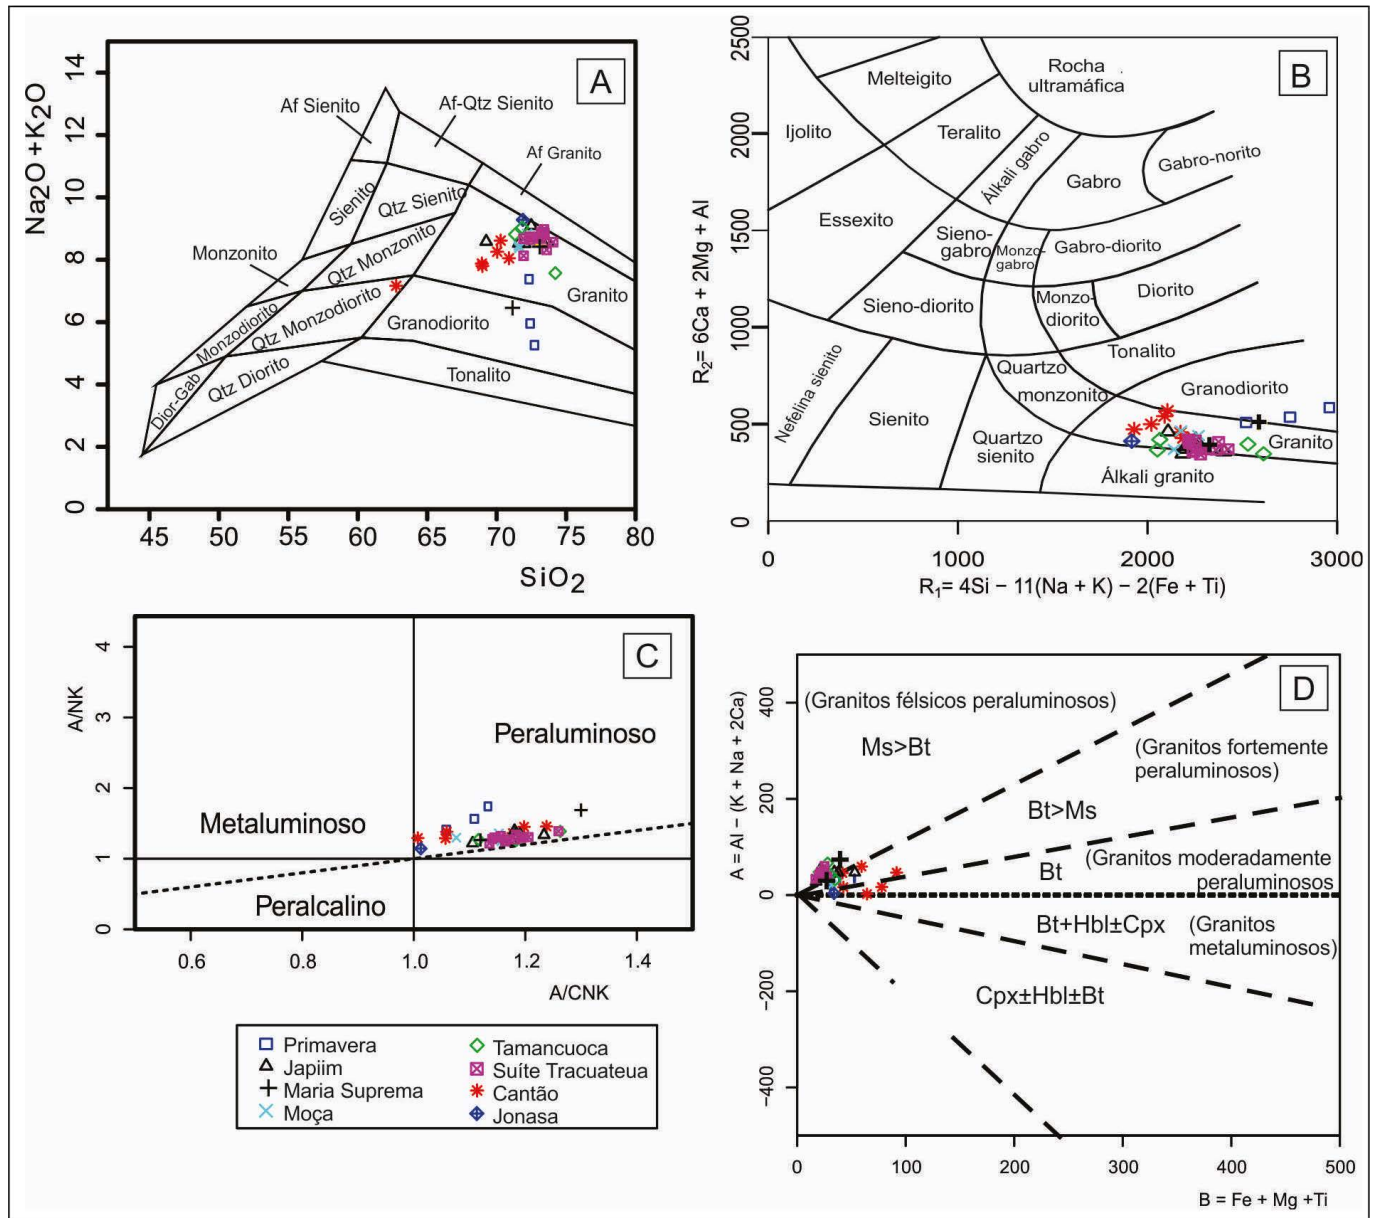 A
Na2O+K2O
14
12
10
8
6
4
2
0
45
50
55
60
65
70
75
80
SiO2
Af Sienito
Af-Qtz Sienito
Af Granito
Sienito
Qtz Sienito
Monzonito
Qtz Monzonito
Monzodiorito
Qtz Monzodiorito
Granodiorito
Granito
Dior-Gab
Qtz Diorito
Tonalito
B
R2= 6Ca + 2Mg + Al
2500
2000
1500
1000
500
0
0
1000
2000
3000
R1= 4Si − 11(Na + K) − 2(Fe + Ti)
Melteigito
Rocha
ultramáfica
Ijolito
Teralito
Álkali gabro
Gabro
Gabro-norito
Essexito
Sieno-
gabro
Monzo-
gabro
Gabro-diorito
Sieno-diorito
Monzo-
diorito
Diorito
Nefelina sienito
Sienito
Quartzo
monzonito
Tonalito
Granodiorito
Quartzo
sienito
Granito
Álkali granito
C
A/NK
4
3
2
1
0
0.6
0.8
1.0
1.2
1.4
A/CNK
Peraluminoso
Metaluminoso
Peralcalino
D
A = Al − (K + Na + 2Ca)
400
200
0
−200
−400
0
100
200
300
400
500
B = Fe + Mg +Ti
(Granitos félsicos peraluminosos)
Ms>Bt
(Granitos fortemente
peraluminosos)
Bt>Ms
Bt
(Granitos moderadamente
peraluminosos)
Bt+Hbl±Cpx
(Granitos
metaluminosos)
Cpx±Hbl±Bt
Primavera
Japiim
Maria Suprema
Moça
Tamancuoca
Suíte Tracuateua
Cantão
Jonasa